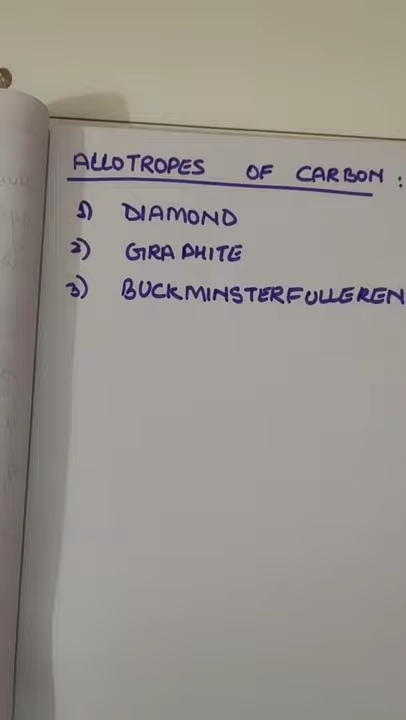 ALLOTROPES OF CARBON :
1) DIAMOND
2) GRAPHITE
3) BUCKMINSTERFULLEREN